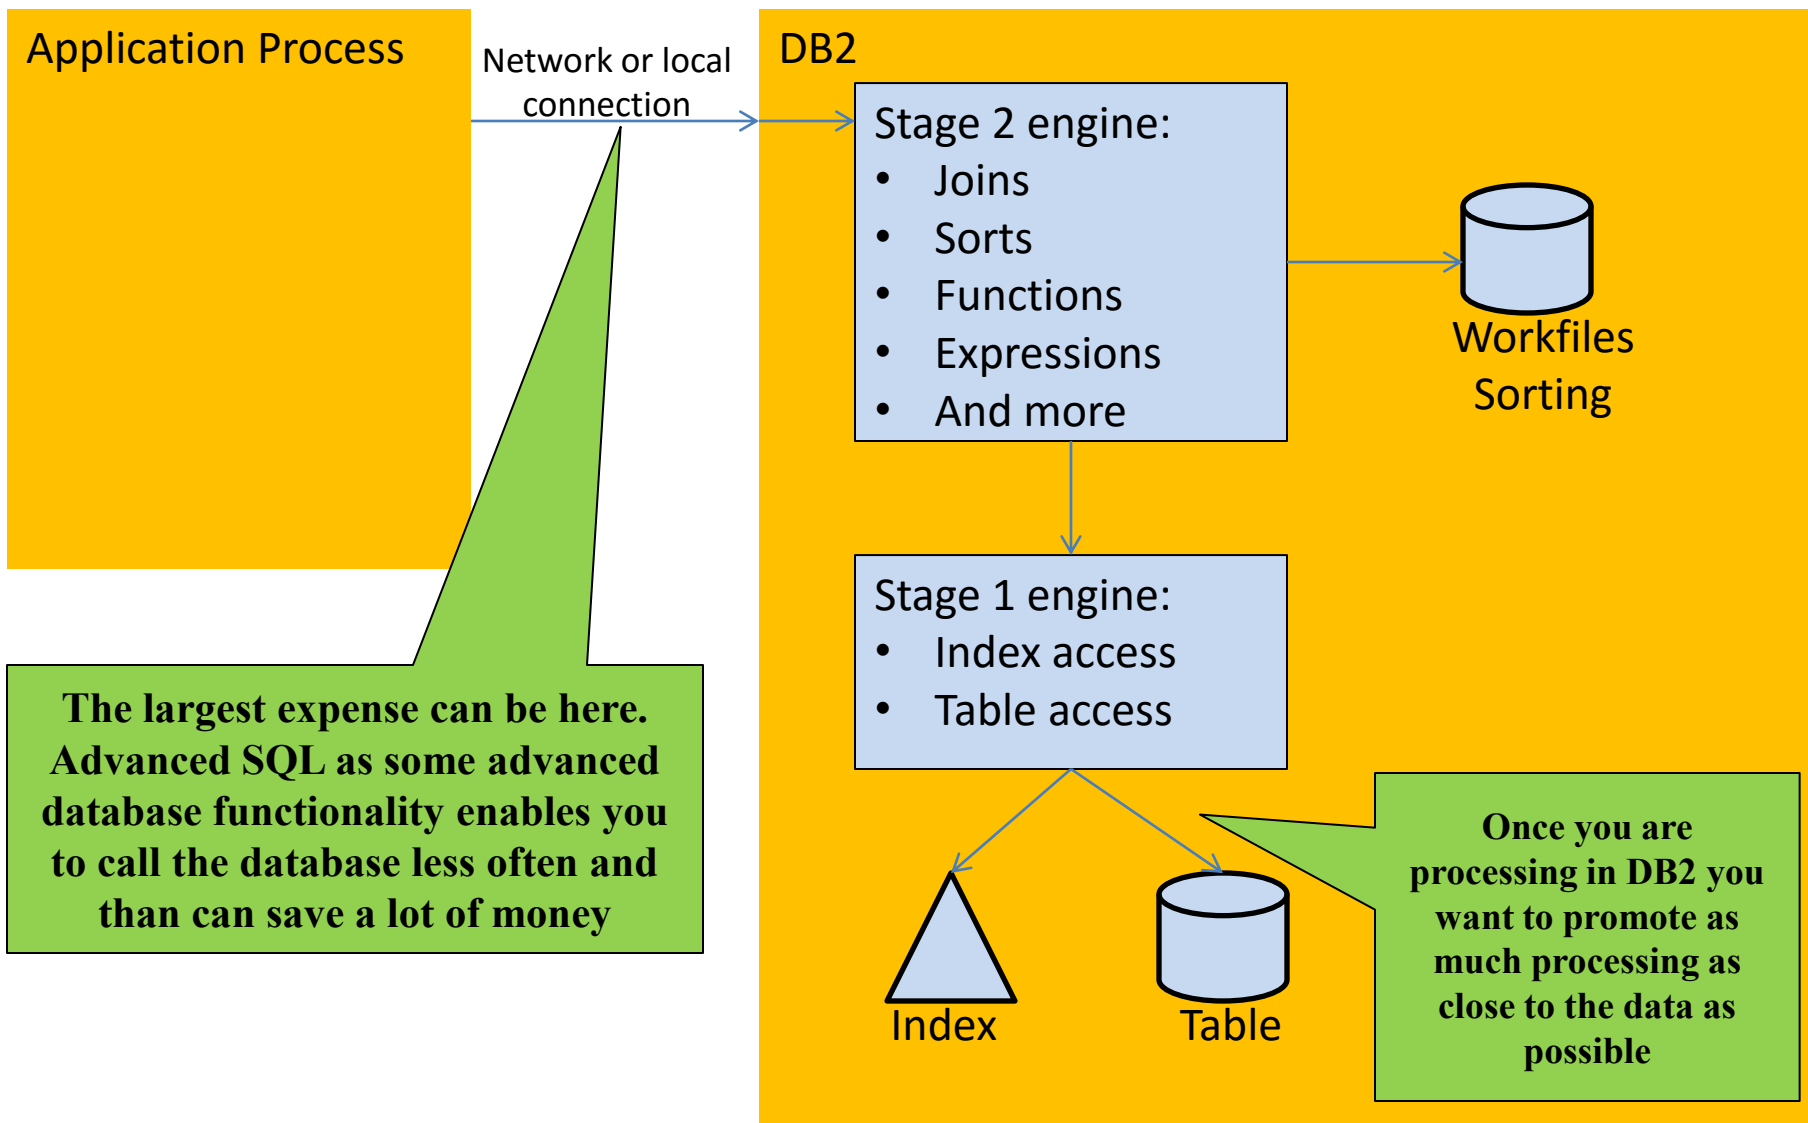 Application Process
Network or local
connection
DB2
Stage 2 engine:
• Joins
• Sorts
• Functions
• Expressions
• And more
Workfiles
Sorting
Stage 1 engine:
• Index access
• Table access
The largest expense can be here.
Advanced SQL as some advanced
database functionality enables you
to call the database less often and
than can save a lot of money
Once you are
processing in DB2 you
want to promote as
much processing as
close to the data as
possible
Index
Table